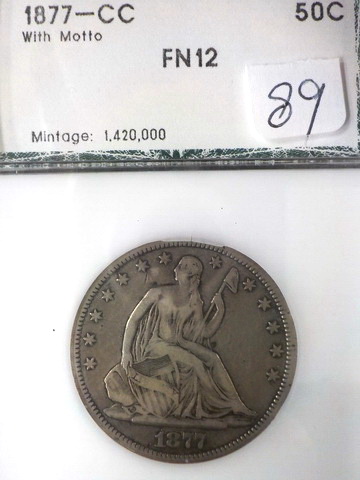 1877-CC 50C
With Motto
FN12
89
Mintage: 1,420,000
1877